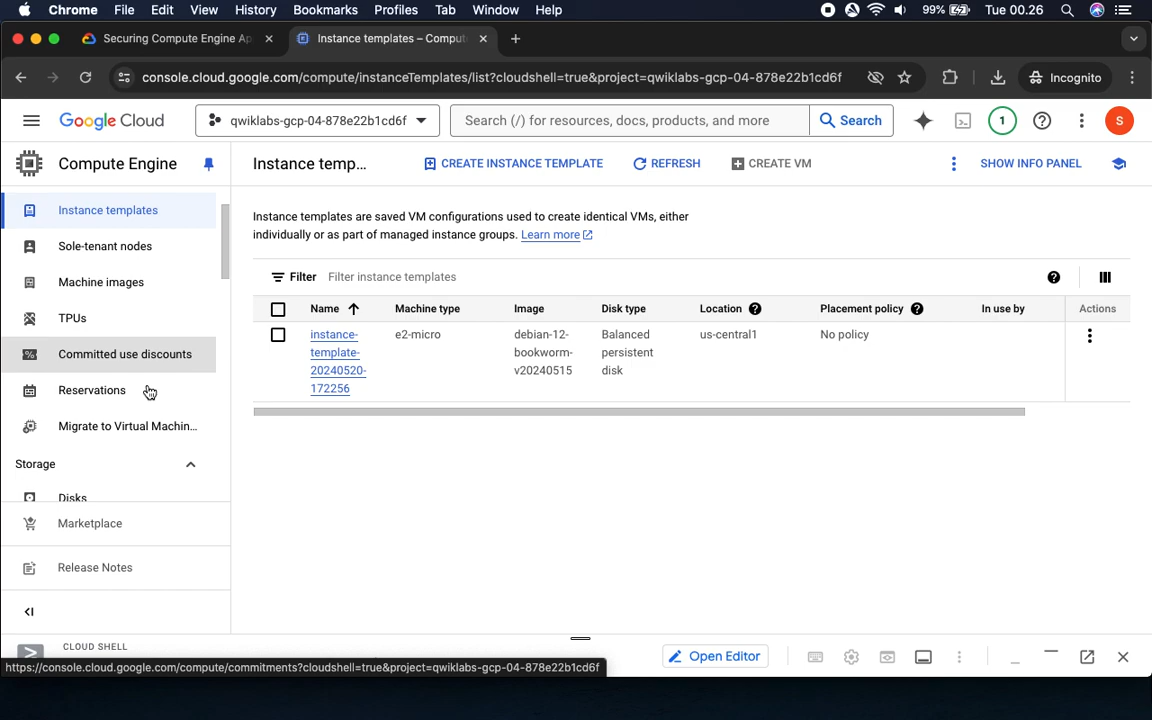 Chrome File Edit View History Bookmarks Profiles Tab Window Help 99% Tue 00.26
Securing Compute Engine Ap
Instance templates – Comput
console.cloud.google.com/compute/instanceTemplates/list?cloudshell=true&project=qwiklabs-gcp-04-878e22b1cd6f
Incognito
Google Cloud
qwiklabs-gcp-04-878e22b1cd6f
Search (/) for resources, docs, products, and more
Search
1
S
Compute Engine
Instance temp...
CREATE INSTANCE TEMPLATE
REFRESH
CREATE VM
SHOW INFO PANEL
Instance templates
Sole-tenant nodes
Machine images
TPUs
Committed use discounts
Reservations
Migrate to Virtual Machin...
Storage
Disks
Marketplace
Release Notes
Instance templates are saved VM configurations used to create identical VMs, either
individually or as part of managed instance groups. Learn more
Filter Filter instance templates
Name Machine type Image Disk type Location Placement policy In use by Actions
instance- e2-micro debian-12- Balanced us-central1 No policy
template- bookworm- persistent
20240520- v20240515 disk
172256
CLOUD SHELL
Open Editor
https://console.cloud.google.com/compute/commitments?cloudshell=true&project=qwiklabs-gcp-04-878e22b1cd6f